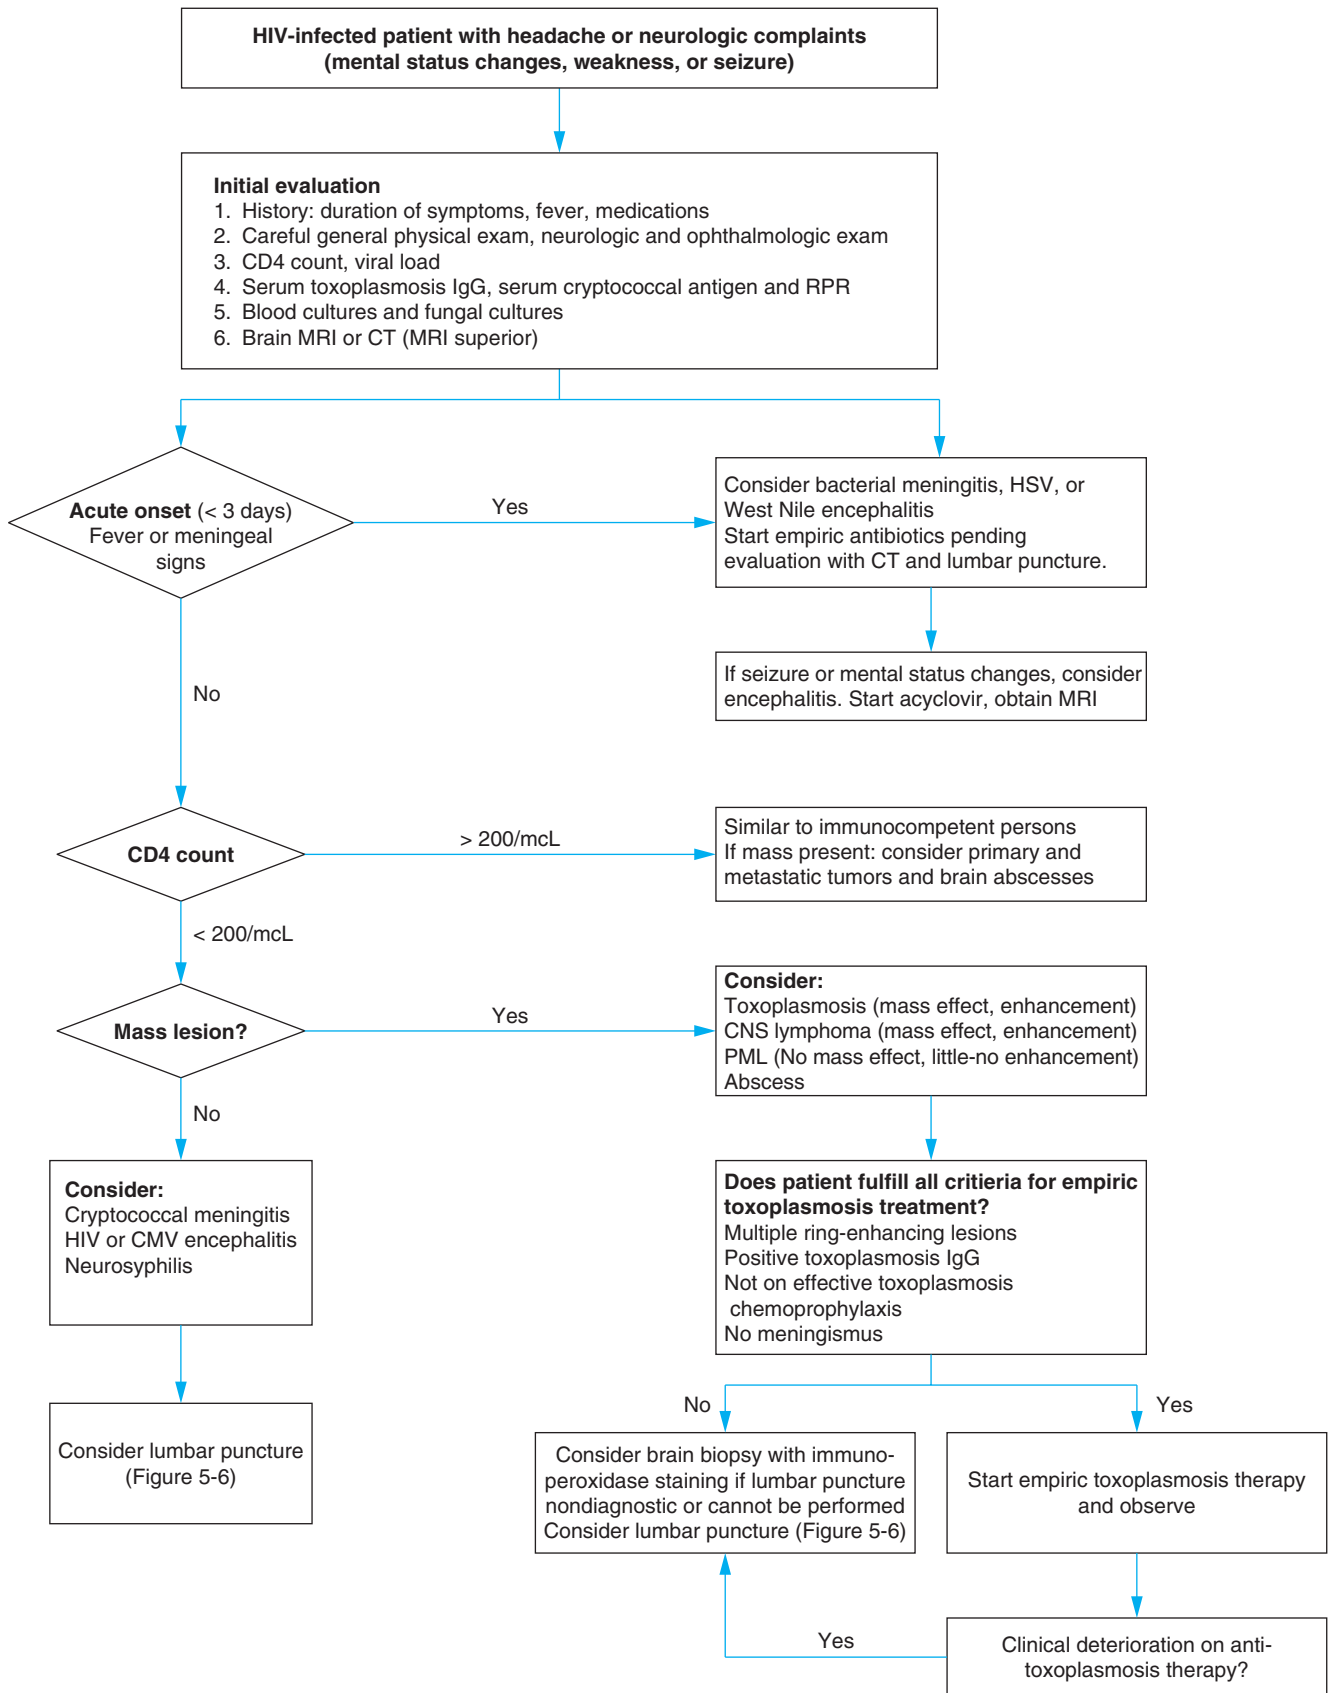 HIV-infected patient with headache or neurologic complaints
(mental status changes, weakness, or seizure)
Initial evaluation
1. History: duration of symptoms, fever, medications
2. Careful general physical exam, neurologic and ophthalmologic exam
3. CD4 count, viral load
4. Serum toxoplasmosis IgG, serum cryptococcal antigen and RPR
5. Blood cultures and fungal cultures
6. Brain MRI or CT (MRI superior)
Acute onset (< 3 days)
Fever or meningeal
signs
Yes
Consider bacterial meningitis, HSV, or
West Nile encephalitis
Start empiric antibiotics pending
evaluation with CT and lumbar puncture.
If seizure or mental status changes, consider
encephalitis. Start acyclovir, obtain MRI
No
CD4 count
> 200/mcL
Similar to immunocompetent persons
If mass present: consider primary and
metastatic tumors and brain abscesses
< 200/mcL
Mass lesion?
Yes
Consider:
Toxoplasmosis (mass effect, enhancement)
CNS lymphoma (mass effect, enhancement)
PML (No mass effect, little-no enhancement)
Abscess
No
Consider:
Cryptococcal meningitis
HIV or CMV encephalitis
Neurosyphilis
Consider lumbar puncture
(Figure 5-6)
Does patient fulfill all critieria for empiric
toxoplasmosis treatment?
Multiple ring-enhancing lesions
Positive toxoplasmosis IgG
Not on effective toxoplasmosis
chemoprophylaxis
No meningismus
No
Yes
Consider brain biopsy with immuno-
peroxidase staining if lumbar puncture
nondiagnostic or cannot be performed
Consider lumbar puncture (Figure 5-6)
Start empiric toxoplasmosis therapy
and observe
Yes
Clinical deterioration on anti-
toxoplasmosis therapy?